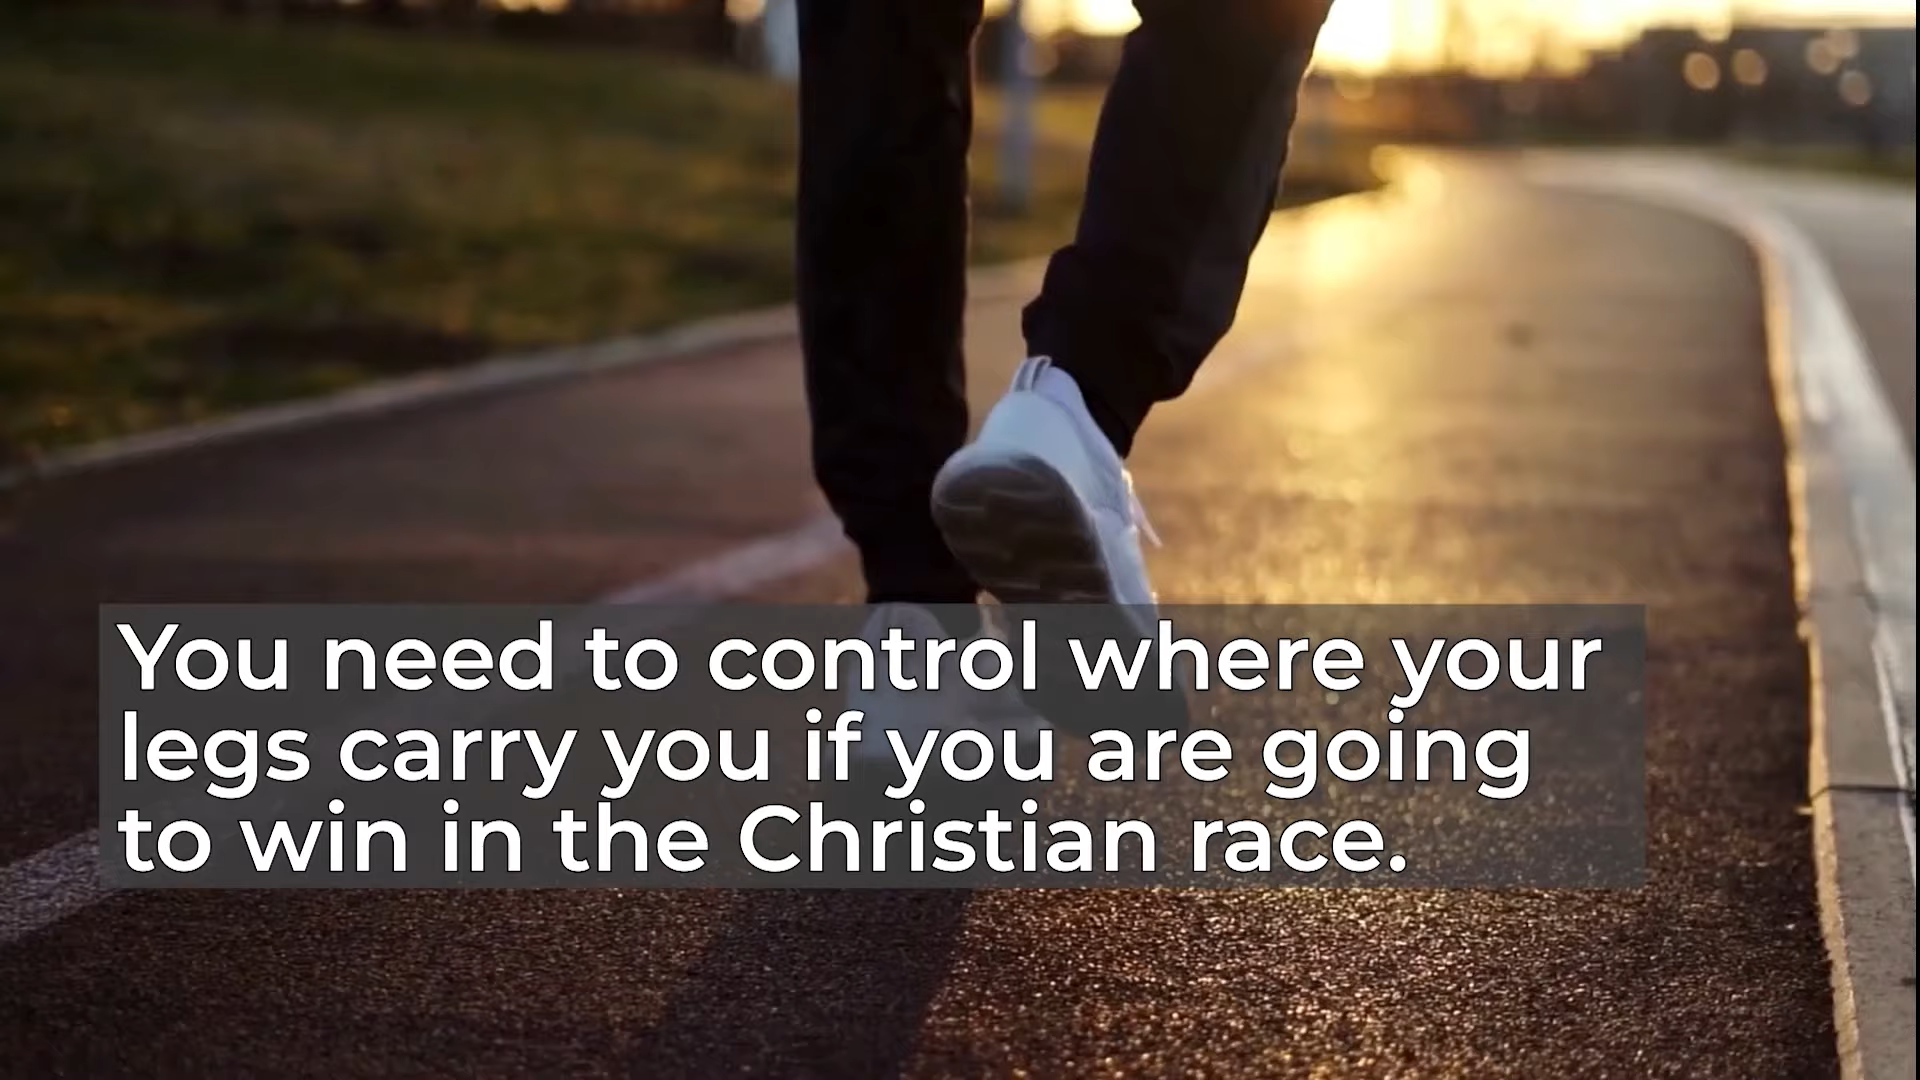 You need to control where your
legs carry you if you are going
to win in the Christian race.